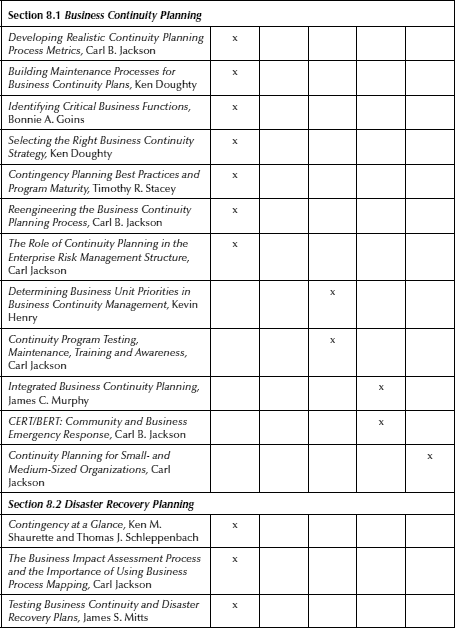 Section 8.1 Business Continuity Planning
Developing Realistic Continuity Planning x
Process Metrics, Carl B. Jackson
Building Maintenance Processes for x
Business Continuity Plans, Ken Doughty
Identifying Critical Business Functions, x
Bonnie A. Goins
Selecting the Right Business Continuity x
Strategy, Ken Doughty
Contingency Planning Best Practices and x
Program Maturity, Timothy R. Stacey
Reengineering the Business Continuity x
Planning Process, Carl B. Jackson
The Role of Continuity Planning in the x
Enterprise Risk Management Structure,
Carl Jackson
Determining Business Unit Priorities in x
Business Continuity Management, Kevin
Henry
Continuity Program Testing, x
Maintenance, Training and Awareness,
Carl Jackson
Integrated Business Continuity Planning, x
James C. Murphy
CERT/BERT: Community and Business x
Emergency Response, Carl B. Jackson
Continuity Planning for Small- and x
Medium-Sized Organizations, Carl
Jackson
Section 8.2 Disaster Recovery Planning
Contingency at a Glance, Ken M. x
Shaurette and Thomas J. Schleppenbach
The Business Impact Assessment Process x
and the Importance of Using Business
Process Mapping, Carl Jackson
Testing Business Continuity and Disaster x
Recovery Plans, James S. Mitts